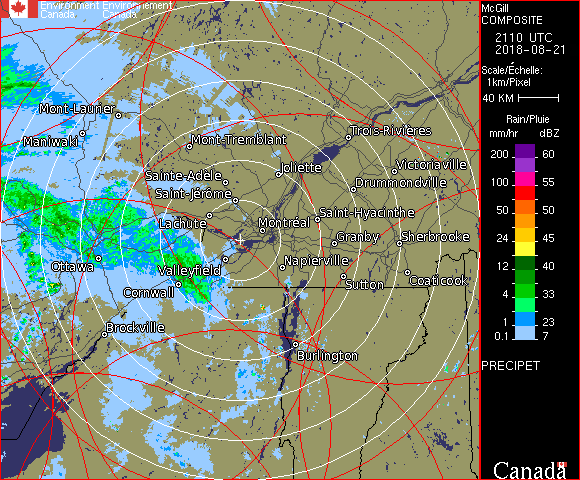 Environment Environnement
Canada Canada
Mont-Laurier
Maniwaki
Mont-Tremblant
Trois-Rivières
Joliette
Victoriaville
Sainte-Adèle
Drummondville
Saint-Jérôme
Lachute
Montréal
Saint-Hyacinthe
Granby
Sherbrooke
Ottawa
Valleyfield
Napierville
Cornwall
Sutton
Coaticook
Brockville
Burlington
McGill
COMPOSITE
2110 UTC
2018-08-21
Scale/Échelle:
1km/Pixel
40 KM
Rain/Pluie
mm/hr dBZ
200 60
100 55
50 50
24 45
12 40
4 33
1 23
0.1 7
PRECIPET
Canada